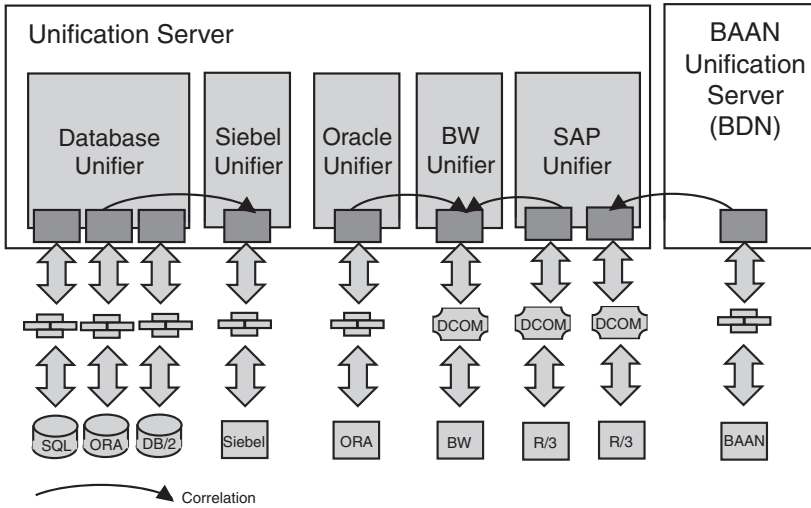 Unification Server
BAAN
Unification
Server
(BDN)
Database
Unifier
Siebel
Unifier
Oracle
Unifier
BW
Unifier
SAP
Unifier
DCOM
DCOM
DCOM
SQL
ORA
DB/2
Siebel
ORA
BW
R/3
R/3
BAAN
Correlation